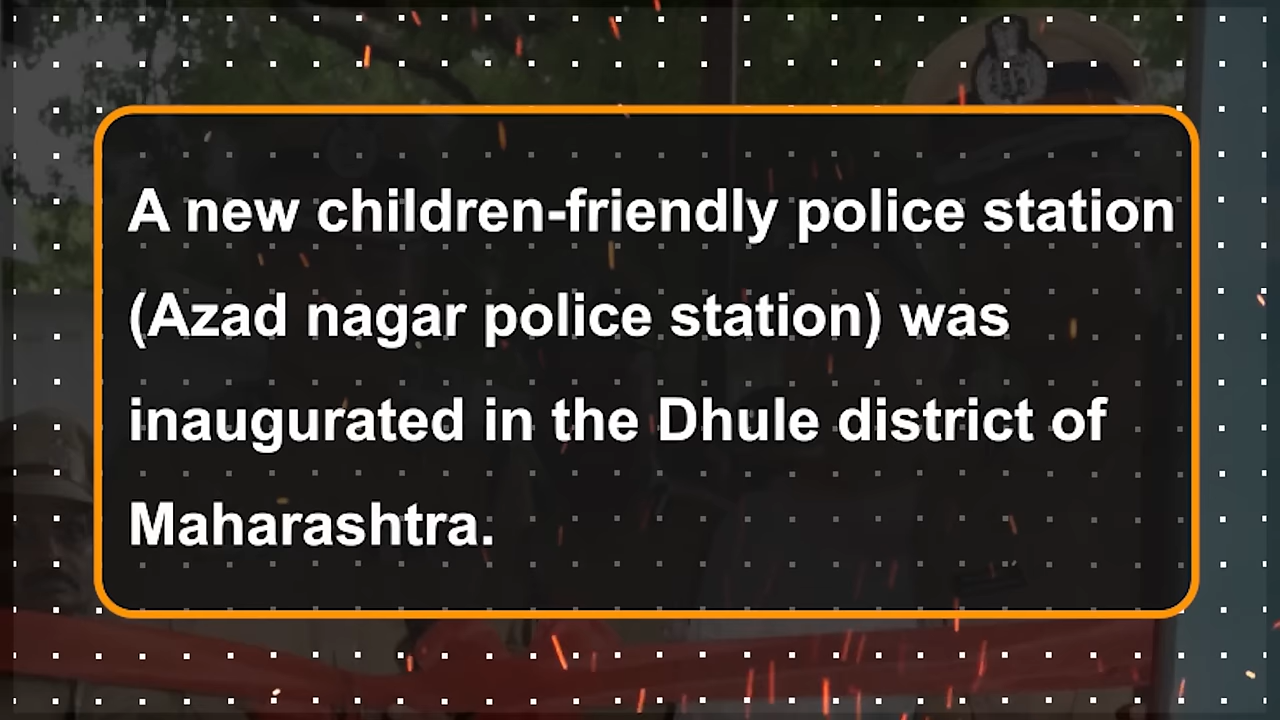 A new children-friendly police station
(Azad nagar police station) was
inaugurated in the Dhule district of
Maharashtra.